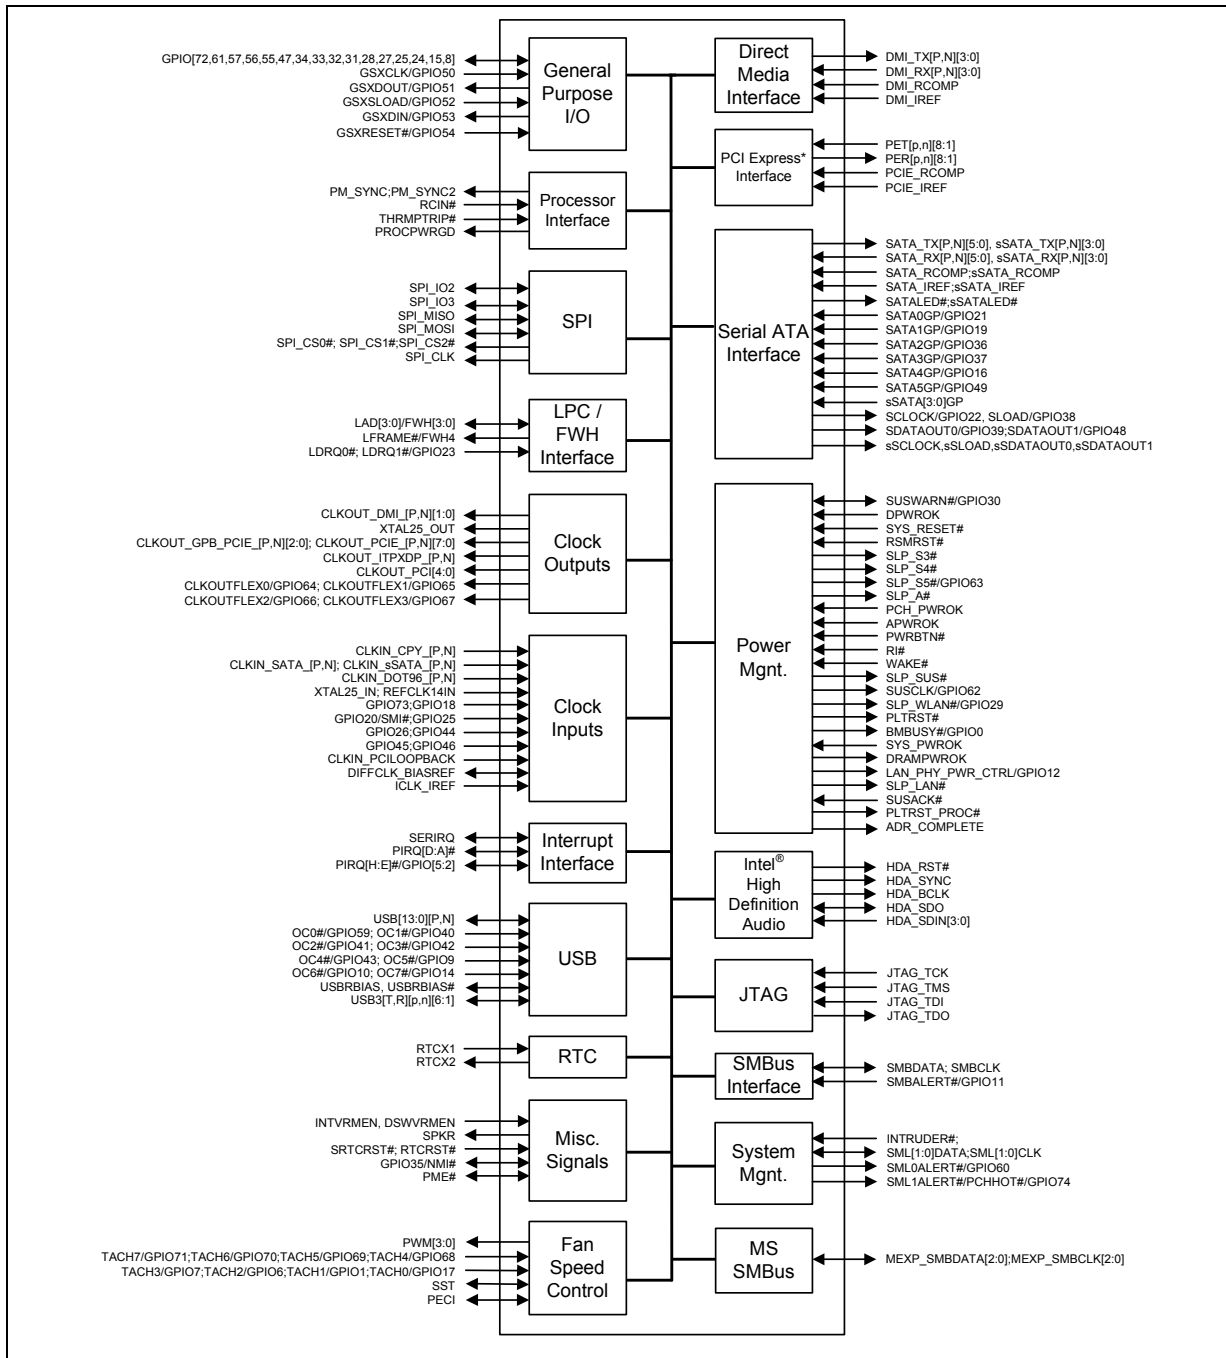 GPIO[72,61,57,56,55,47,34,33,32,31,28,27,25,24,15,8]
GSXCLK/GPIO50
GSXDOUT/GPIO51
GSXSLOAD/GPIO52
GSXDIN/GPIO53
GSXRESET#/GPIO54
General
Purpose
I/O
PM_SYNC;PM_SYNC2
RCIN#
THRMPTRIP#
PROCPWRGD
Processor
Interface
SPI_IO2
SPI_IO3
SPI_MISO
SPI_MOSI
SPI_CS0#; SPI_CS1#;SPI_CS2#
SPI_CLK
SPI
LAD[3:0]/FWH[3:0]
LFRAME#/FWH4
LDRQ0#; LDRQ1#/GPIO23
LPC /
FWH
Interface
CLKOUT_DMI_[P,N][1:0]
XTAL25_OUT
CLKOUT_GPB_PCIE_[P,N][2:0]; CLKOUT_PCIE_[P,N][7:0]
CLKOUT_ITPXDP_[P,N]
CLKOUT_PCI[4:0]
CLKOUTFLEX0/GPIO64; CLKOUTFLEX1/GPIO65
CLKOUTFLEX2/GPIO66; CLKOUTFLEX3/GPIO67
Clock
Outputs
CLKIN_CPY_[P,N]
CLKIN_SATA_[P,N]; CLKIN_sSATA_[P,N]
CLKIN_DOT96_[P,N]
XTAL25_IN; REFCLK14IN
GPIO73;GPIO18
GPIO20/SMI#;GPIO25
GPIO26;GPIO44
GPIO45;GPIO46
CLKIN_PCILOOPBACK
DIFFCLK_BIASREF
ICLK_IREF
Clock
Inputs
SERIRQ
PIRQ[D:A]#
PIRQ[H:E]#/GPIO[5:2]
Interrupt
Interface
USB[13:0][P,N]
OC0#/GPIO59; OC1#/GPIO40
OC2#/GPIO41; OC3#/GPIO42
OC4#/GPIO43; OC5#/GPIO9
OC6#/GPIO10; OC7#/GPIO14
USBRBIAS, USBRBIAS#
USB3[T,R][p,n][6:1]
USB
RTCX1
RTCX2
RTC
INTVRMEN, DSWVRMEN
SPKR
SRTCRST#; RTCRST#
GPIO35/NMI#
PME#
Misc.
Signals
PWM[3:0]
TACH7/GPIO71;TACH6/GPIO70;TACH5/GPIO69;TACH4/GPIO68
TACH3/GPIO7;TACH2/GPIO6;TACH1/GPIO1;TACH0/GPIO17
SST
PECI
Fan
Speed
Control
Direct
Media
Interface
DMI_TX[P,N][3:0]
DMI_RX[P,N][3:0]
DMI_RCOMP
DMI_IREF
PCI Express*
Interface
PET[p,n][8:1]
PER[p,n][8:1]
PCIE_RCOMP
PCIE_IREF
Serial ATA
Interface
SATA_TX[P,N][5:0], sSATA_TX[P,N][3:0]
SATA_RX[P,N][5:0], sSATA_RX[P,N][3:0]
SATA_RCOMP;sSATA_RCOMP
SATA_IREF;sSATA_IREF
SATALED#;sSATALED#
SATA0GP/GPIO21
SATA1GP/GPIO19
SATA2GP/GPIO36
SATA3GP/GPIO37
SATA4GP/GPIO16
SATA5GP/GPIO49
sSATA[3:0]GP
SCLOCK/GPIO22, SLOAD/GPIO38
SDATAOUT0/GPIO39;SDATAOUT1/GPIO48
sSCLOCK,sSLOAD,sSDATAOUT0,sSDATAOUT1
Power
Mgnt.
SUSWARN#/GPIO30
DPWROK
SYS_RESET#
RSMRST#
SLP_S3#
SLP_S4#
SLP_S5#/GPIO63
SLP_A#
PCH_PWROK
APWROK
PWRBTN#
RI#
WAKE#
SLP_SUS#
SUSCLK/GPIO62
SLP_WLAN#/GPIO29
PLTRST#
BMBUSY#/GPIO0
SYS_PWROK
DRAMPWROK
LAN_PHY_PWR_CTRL/GPIO12
SLP_LAN#
SUSACK#
PLTRST_PROC#
ADR_COMPLETE
Intel®
High
Definition
Audio
HDA_RST#
HDA_SYNC
HDA_BCLK
HDA_SDO
HDA_SDIN[3:0]
JTAG
JTAG_TCK
JTAG_TMS
JTAG_TDI
JTAG_TDO
SMBus
Interface
SMBDATA; SMBCLK
SMBALERT#/GPIO11
System
Mgnt.
INTRUDER#;
SML[1:0]DATA;SML[1:0]CLK
SML0ALERT#/GPIO60
SML1ALERT#/PCHHOT#/GPIO74
MS
SMBus
MEXP_SMBDATA[2:0];MEXP_SMBCLK[2:0]